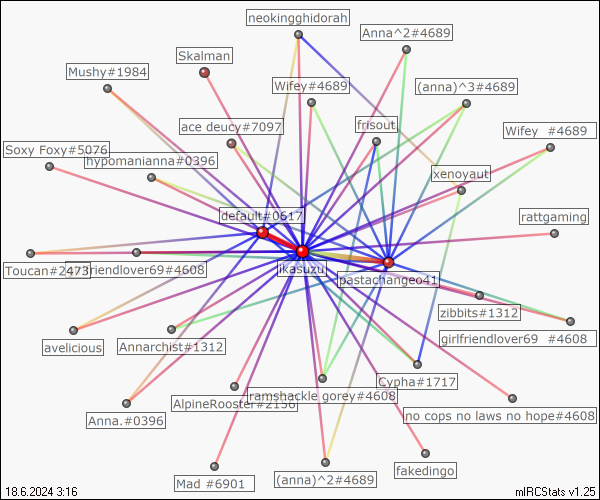 neokingghidorah
Anna^2#4689
Skalman
Mushy#1984
Wifey#4689
(anna)^3#4689
ace deucy#7097
frisout
Wifey #4689
Soxy Foxy#5076
hypomanianna#0396
xenoyaut
default#0617
rattgaming
Toucan#2473
friendlover69#4608
ikasuzu
pastachangeo41
zibbits#1312
girlfriendlover69 #4608
avelicious
Annarchist#1312
Cypha#1717
ramshackle gorey#4608
AlpineRooster#2156
no cops no laws no hope#4608
Anna.#0396
Mad #6901
(anna)^2#4689
fakedingo
18.6.2024 3:16
mIRCStats v1.25